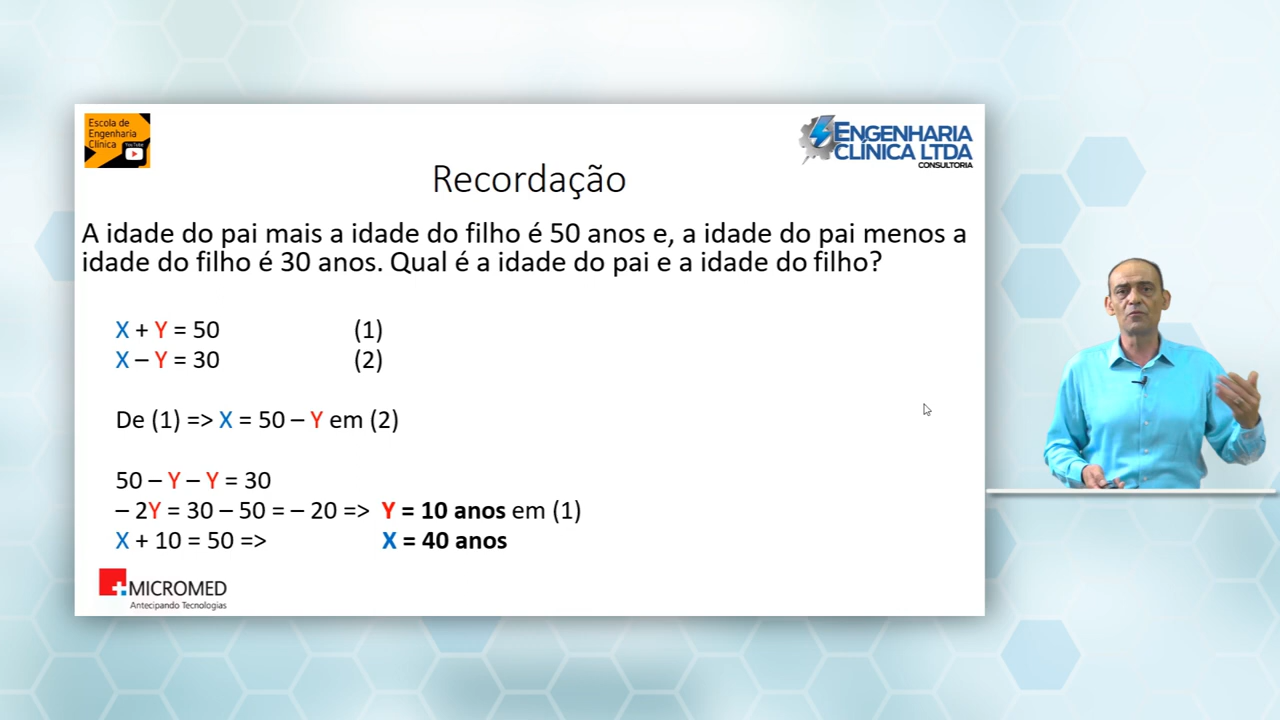 Escola de
Engenharia
Clínica
YouTube
ENGENHARIA
CLÍNICA LTDA
CONSULTORIA
Recordação
A idade do pai mais a idade do filho é 50 anos e, a idade do pai menos a
idade do filho é 30 anos. Qual é a idade do pai e a idade do filho?
X + Y = 50 (1)
X – Y = 30 (2)
De (1) => X = 50 – Y em (2)
50 – Y – Y = 30
– 2Y = 30 – 50 = – 20 => Y = 10 anos em (1)
X + 10 = 50 => X = 40 anos
MICROMED
Antecipando Tecnologias